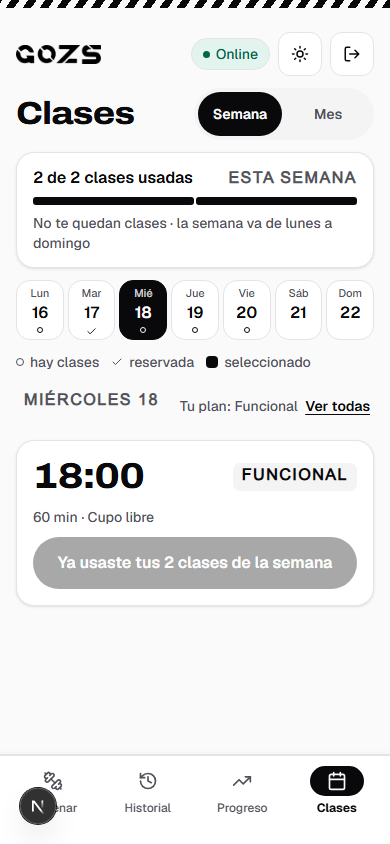 GOZS
Online
Clases
Semana
Mes
2 de 2 clases usadas
ESTA SEMANA
No te quedan clases · la semana va de lunes a
domingo
Lun Mar Mié Jue Vie Sáb Dom
16 17 18 19 20 21 22
hay clases
reservada
seleccionado
MIÉRCOLES 18
Tu plan: Funcional Ver todas
18:00
FUNCIONAL
60 min · Cupo libre
Ya usaste tus 2 clases de la semana
N
Historial
Progreso
Clases